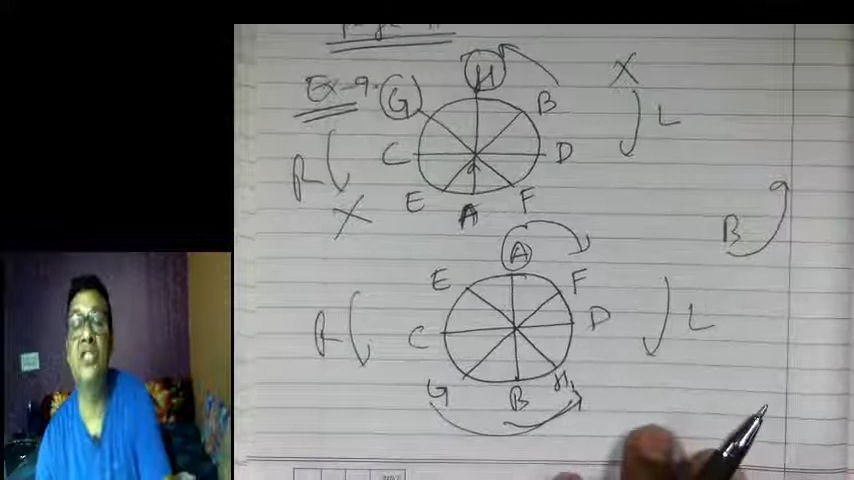 Ex-9. G H B X
L
C D
R
E A F
X
B
A
E F
R C D L
G B H